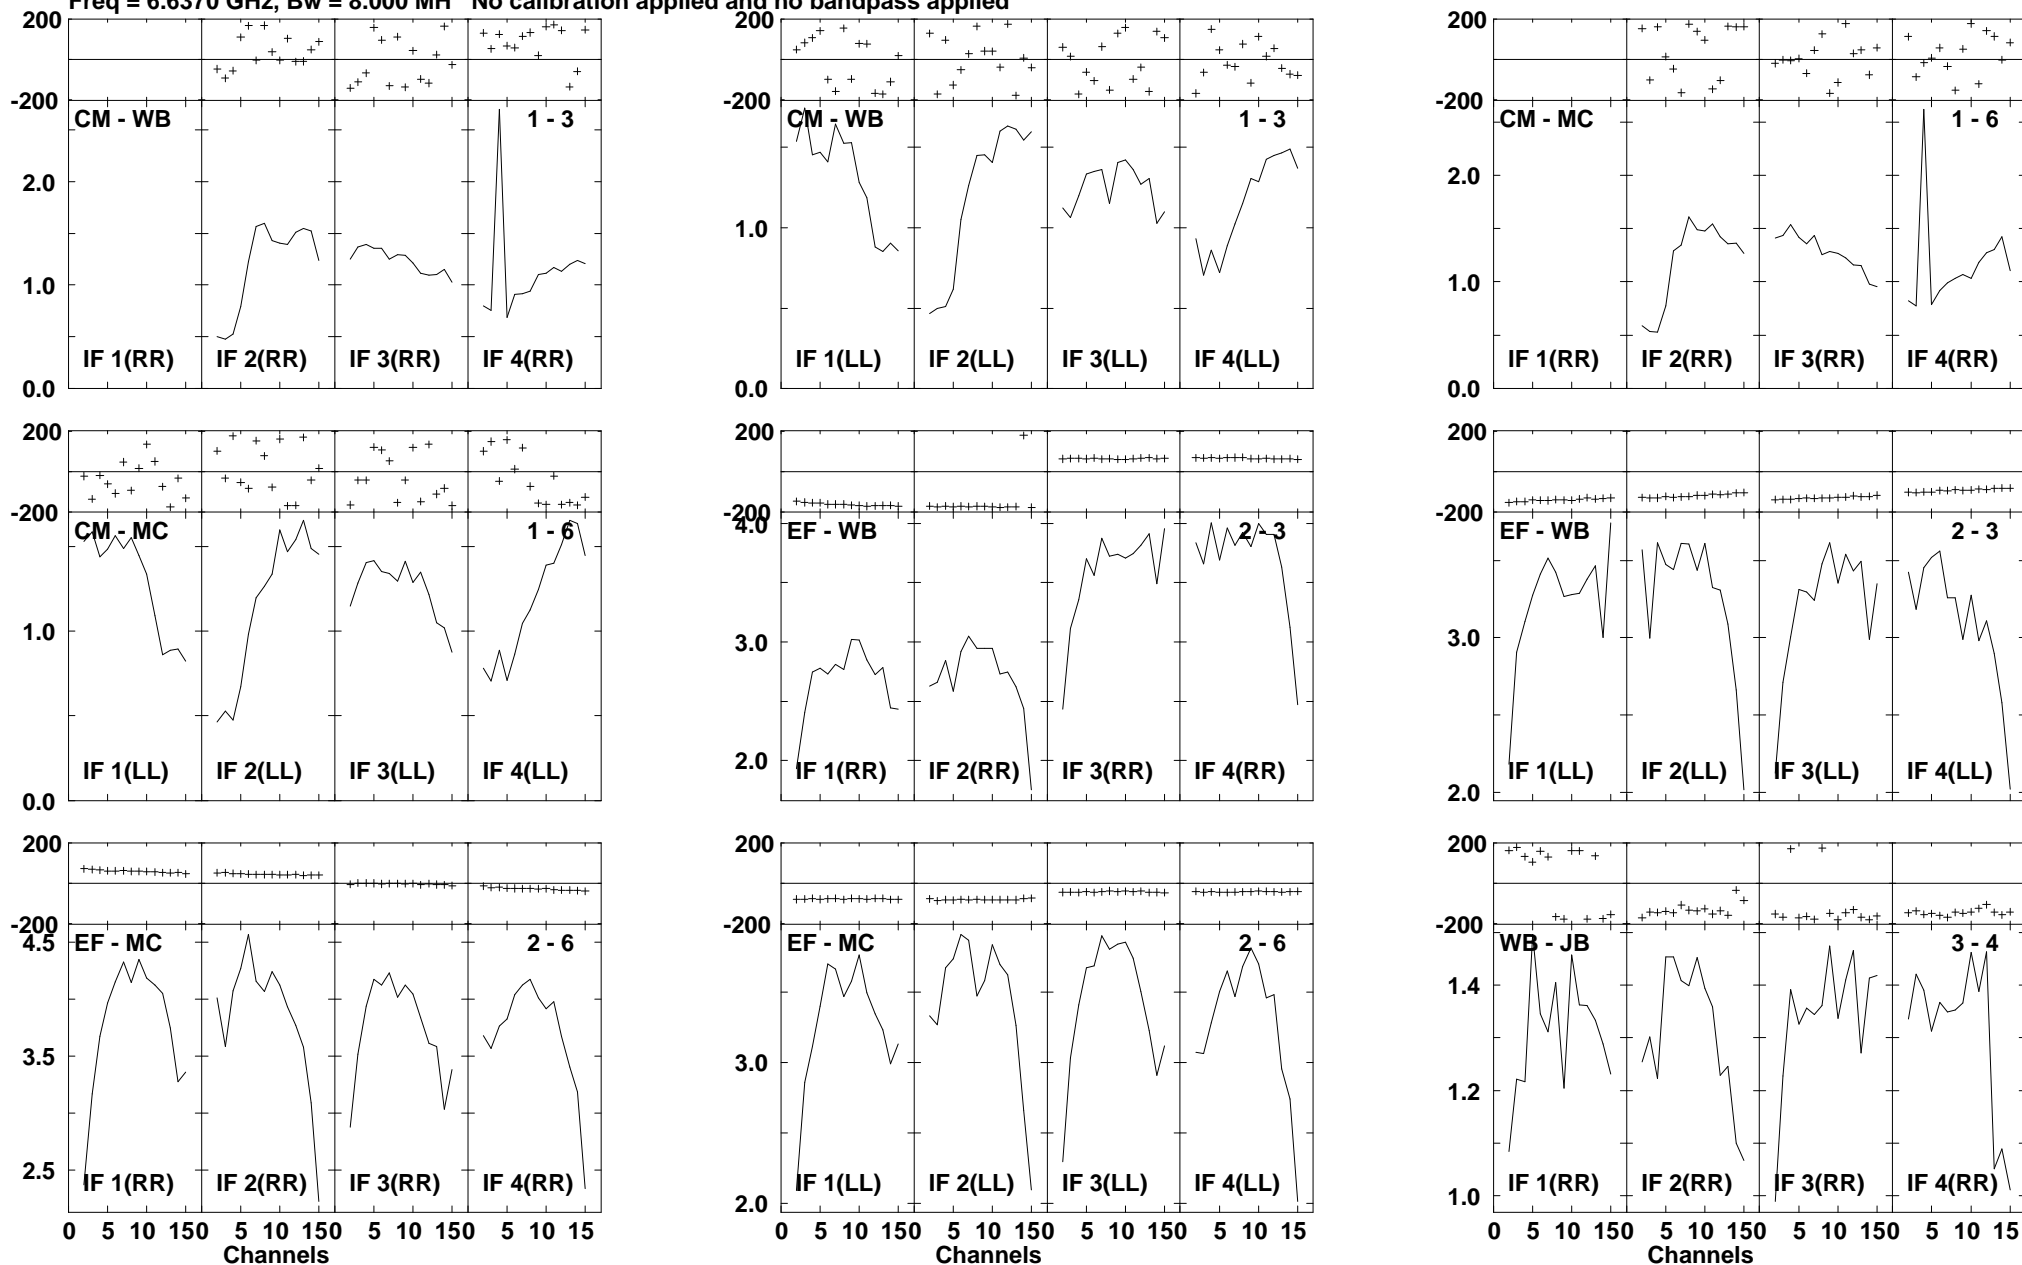 Freq = 6.6370 GHz, Bw = 8.000 MH No calibration applied and no bandpass applied
200
-200
CM - WB 1 - 3
2.0
1.0
IF 1(RR) IF 2(RR) IF 3(RR) IF 4(RR)
0.0
CM - WB 1 - 3
1.0
IF 1(LL) IF 2(LL) IF 3(LL) IF 4(LL)
0.0
200
-200
CM - MC 1 - 6
2.0
1.0
IF 1(RR) IF 2(RR) IF 3(RR) IF 4(RR)
0.0
200
-200
CM - MC 1 - 6
1.0
IF 1(LL) IF 2(LL) IF 3(LL) IF 4(LL)
0.0
200
-200
4.0
EF - WB 2 - 3
3.0
2.0
IF 1(RR) IF 2(RR) IF 3(RR) IF 4(RR)
200
-200
EF - WB 2 - 3
3.0
IF 1(LL) IF 2(LL) IF 3(LL) IF 4(LL)
2.0
200
-200
4.5 EF - MC 2 - 6
3.5
2.5
IF 1(RR) IF 2(RR) IF 3(RR) IF 4(RR)
0 5 10 150 5 10 150 5 10 150 5 10 15
Channels
200
-200
EF - MC 2 - 6
3.0
IF 1(LL) IF 2(LL) IF 3(LL) IF 4(LL)
2.0
0 5 10 150 5 10 150 5 10 150 5 10 15
Channels
200
-200
WB - JB 3 - 4
1.4
1.2
IF 1(RR) IF 2(RR) IF 3(RR) IF 4(RR)
1.0
0 5 10 150 5 10 150 5 10 150 5 10 15
Channels